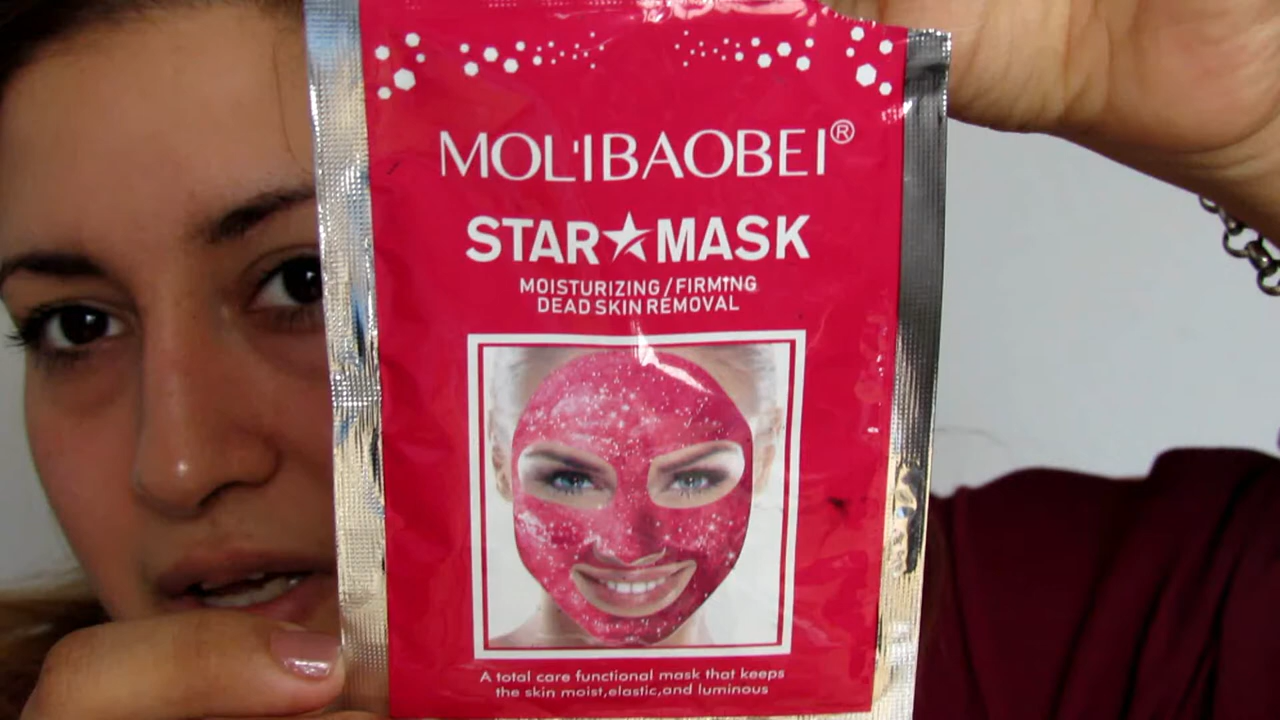 MOLIBAOBEI®
STAR★MASK
MOISTURIZING/FIRMING
DEAD SKIN REMOVAL
A total care functional mask that keeps
the skin moist,elastic,and luminous